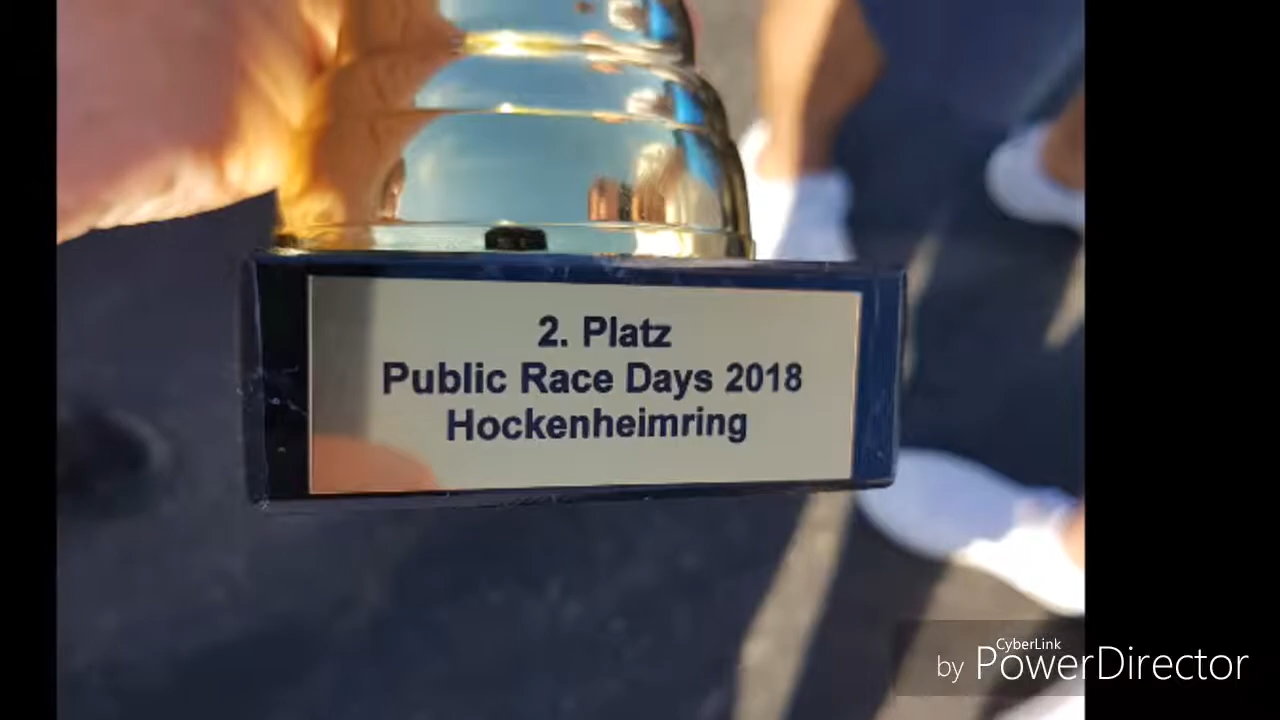 2. Platz
Public Race Days 2018
Hockenheimring
CyberLink
by PowerDirector